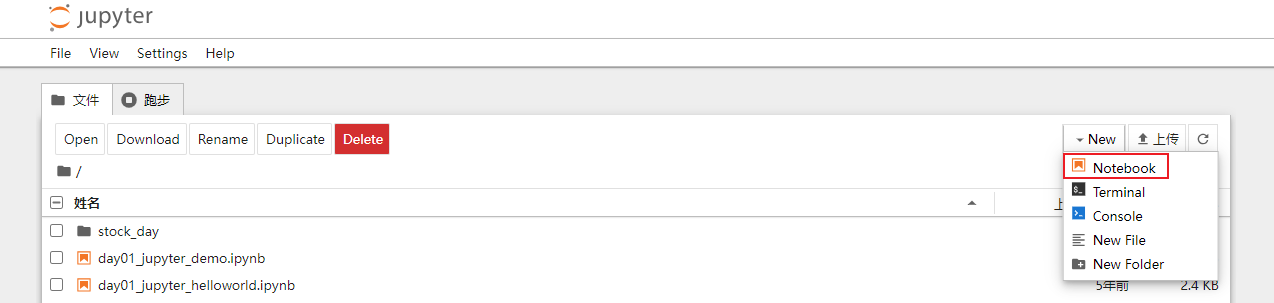 jupyter
File View Settings Help
文件 跑步
Open Download Rename Duplicate Delete New 上传
/ Notebook
姓名 Terminal
stock_day Console
day01_jupyter_demo.ipynb New File
New Folder
day01_jupyter_helloworld.ipynb 5年前 2.4 KB